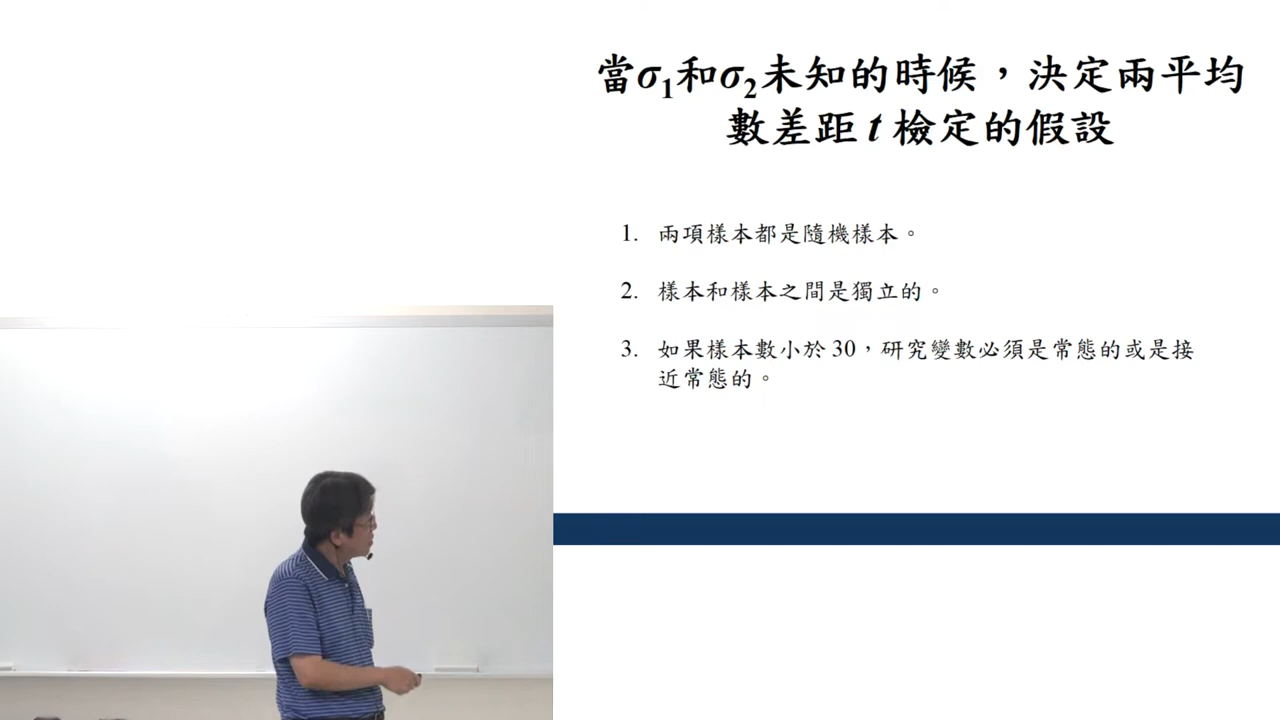 當σ1和σ2未知的時候，決定兩平均
數差距 t 檢定的假設
1. 兩項樣本都是隨機樣本。
2. 樣本和樣本之間是獨立的。
3. 如果樣本數小於 30，研究變數必須是常態的或是接
近常態的。